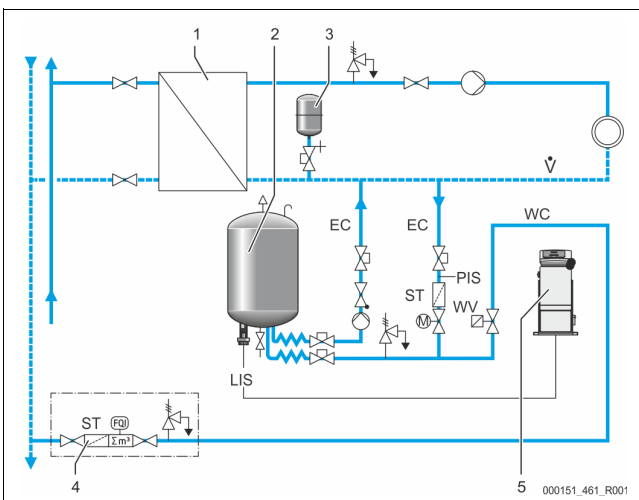 1
2
3
V̇
EC
EC
WC
PIS
ST
WV
M
5
LIS
ST
FQI
Σ m³
4
000151_461_R001